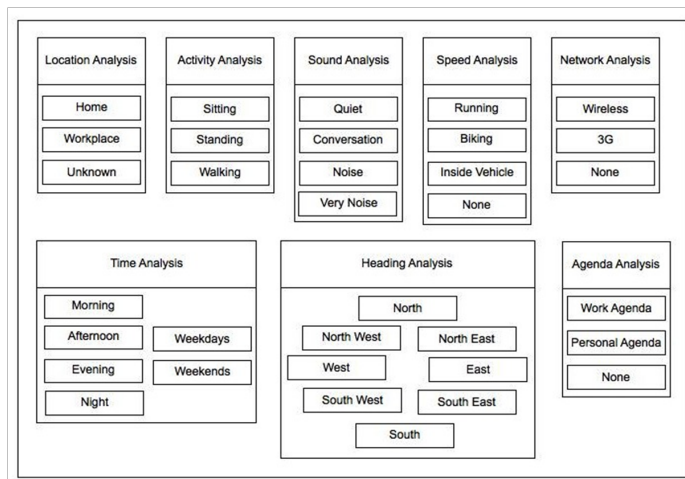 Location Analysis
Home
Workplace
Unknown
Activity Analysis
Sitting
Standing
Walking
Sound Analysis
Quiet
Conversation
Noise
Very Noise
Speed Analysis
Running
Biking
Inside Vehicle
None
Network Analysis
Wireless
3G
None
Time Analysis
Morning
Afternoon
Evening
Night
Weekdays
Weekends
Heading Analysis
North
North West
North East
West
East
South West
South East
South
Agenda Analysis
Work Agenda
Personal Agenda
None